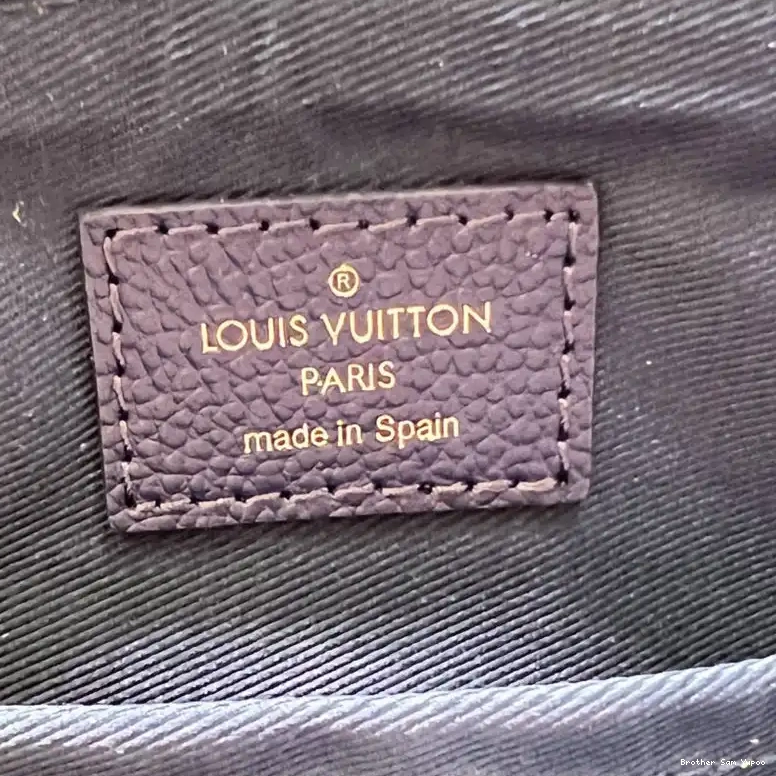 ®
LOUIS VUITTON
PARIS
made in Spain
Brother Sam Yupoo